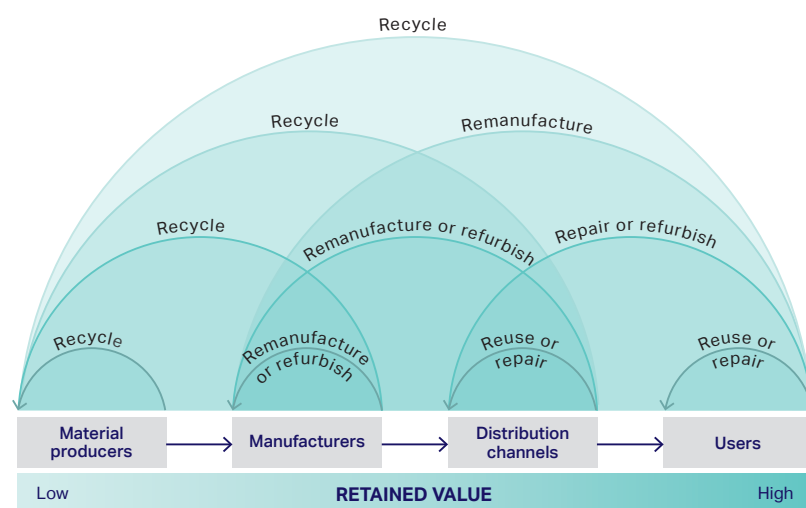 Recycle
Recycle
Remanufacture
Recycle
Remanufacture or refurbish
Repair or refurbish
Recycle
Remanufacture
or refurbish
Reuse or
repair
Reuse or
repair
Material
producers
Manufacturers
Distribution
channels
Users
Low
RETAINED VALUE
High